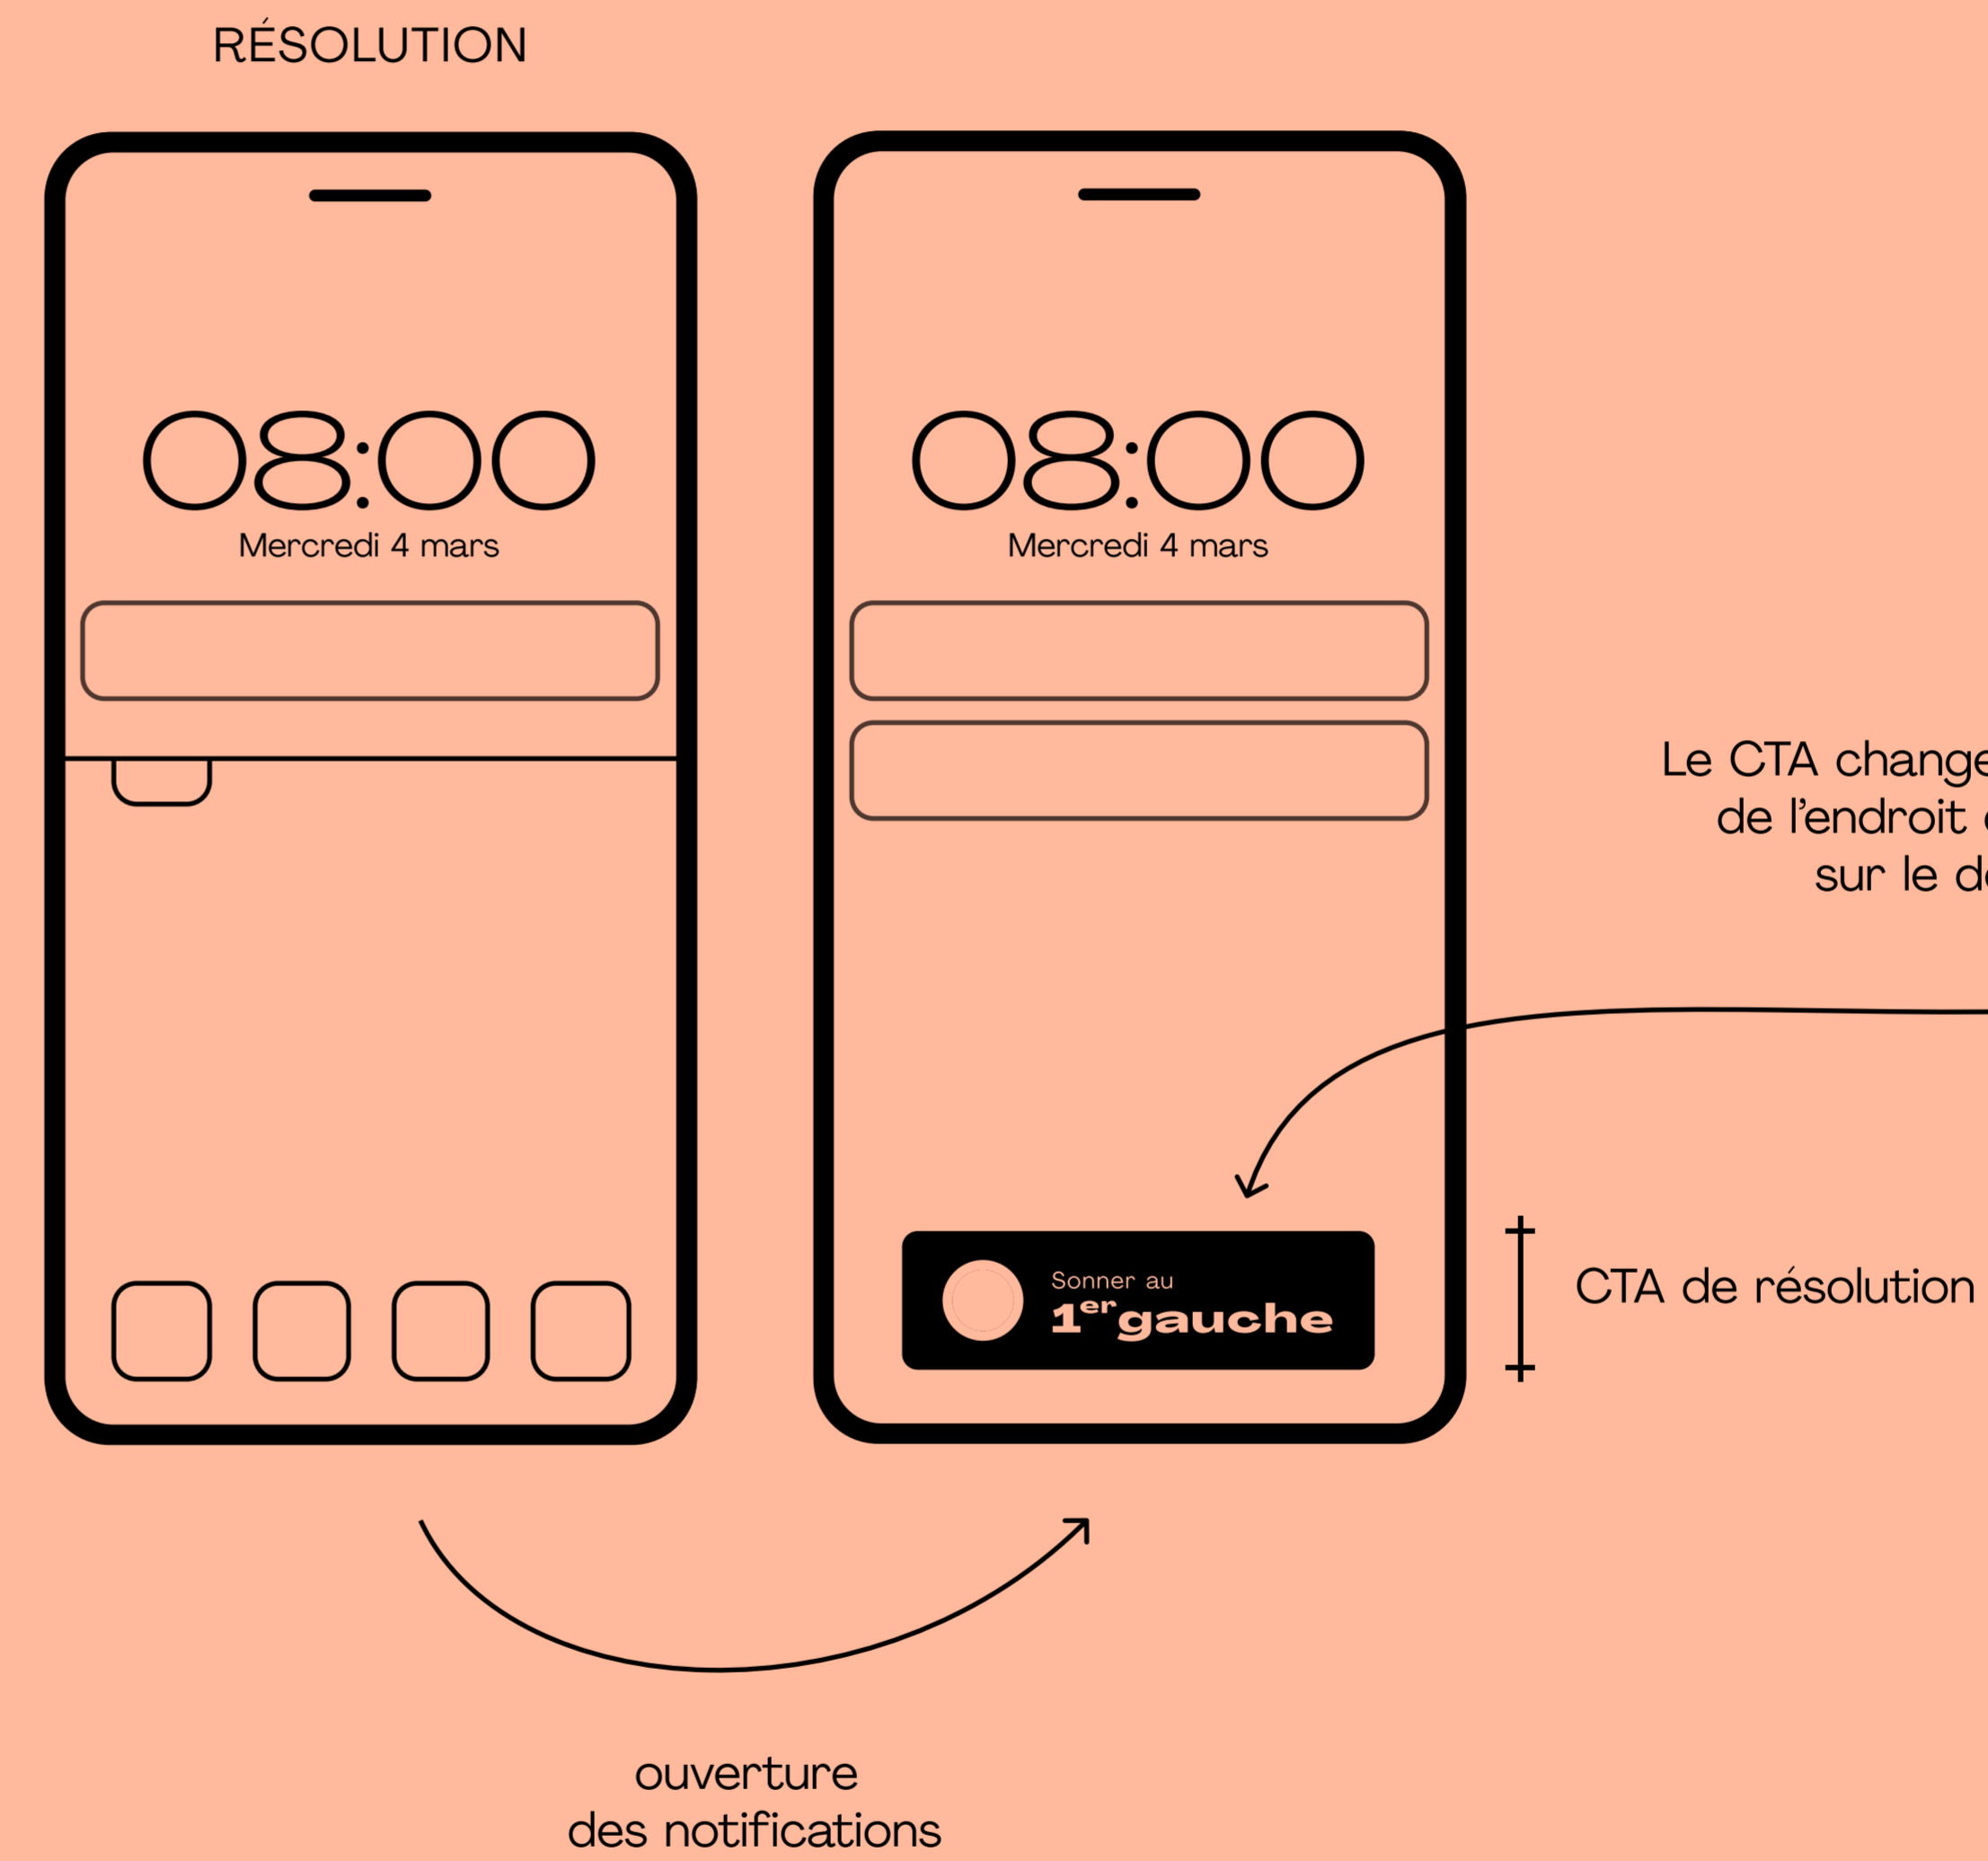 RÉSOLUTION
08:00
Mercredi 4 mars
08:00
Mercredi 4 mars
Le CTA change
de l’endroit
sur le
Sonner au
1er gauche
CTA de résolution
ouverture
des notifications